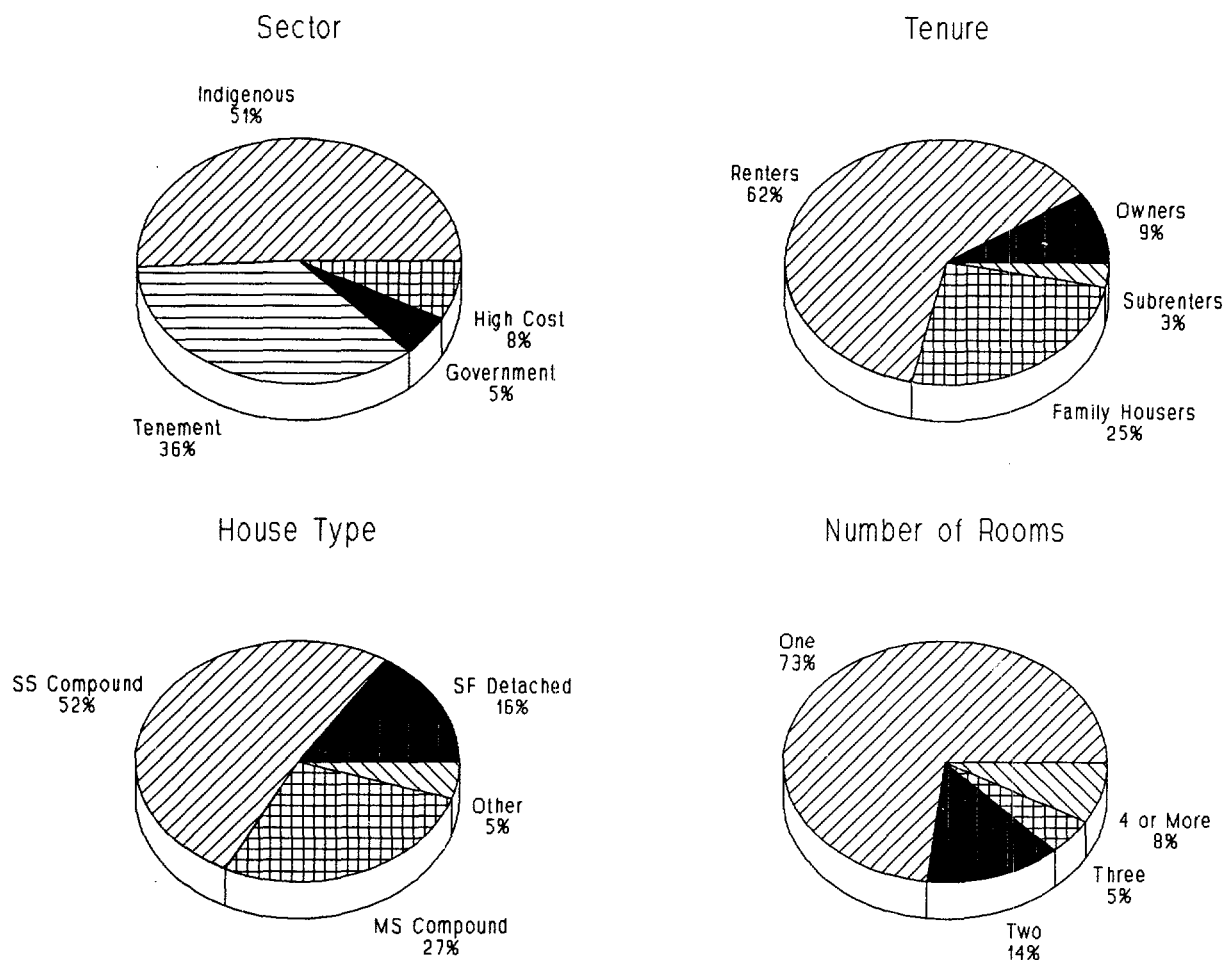 Sector
Indigenous
51%
High Cost
8%
Government
5%
Tenement
36%
Tenure
Renters
62%
Owners
9%
Subrenters
3%
Family Housers
25%
House Type
SS Compound
52%
SF Detached
16%
Other
5%
MS Compound
27%
Number of Rooms
One
73%
4 or More
8%
Three
5%
Two
14%